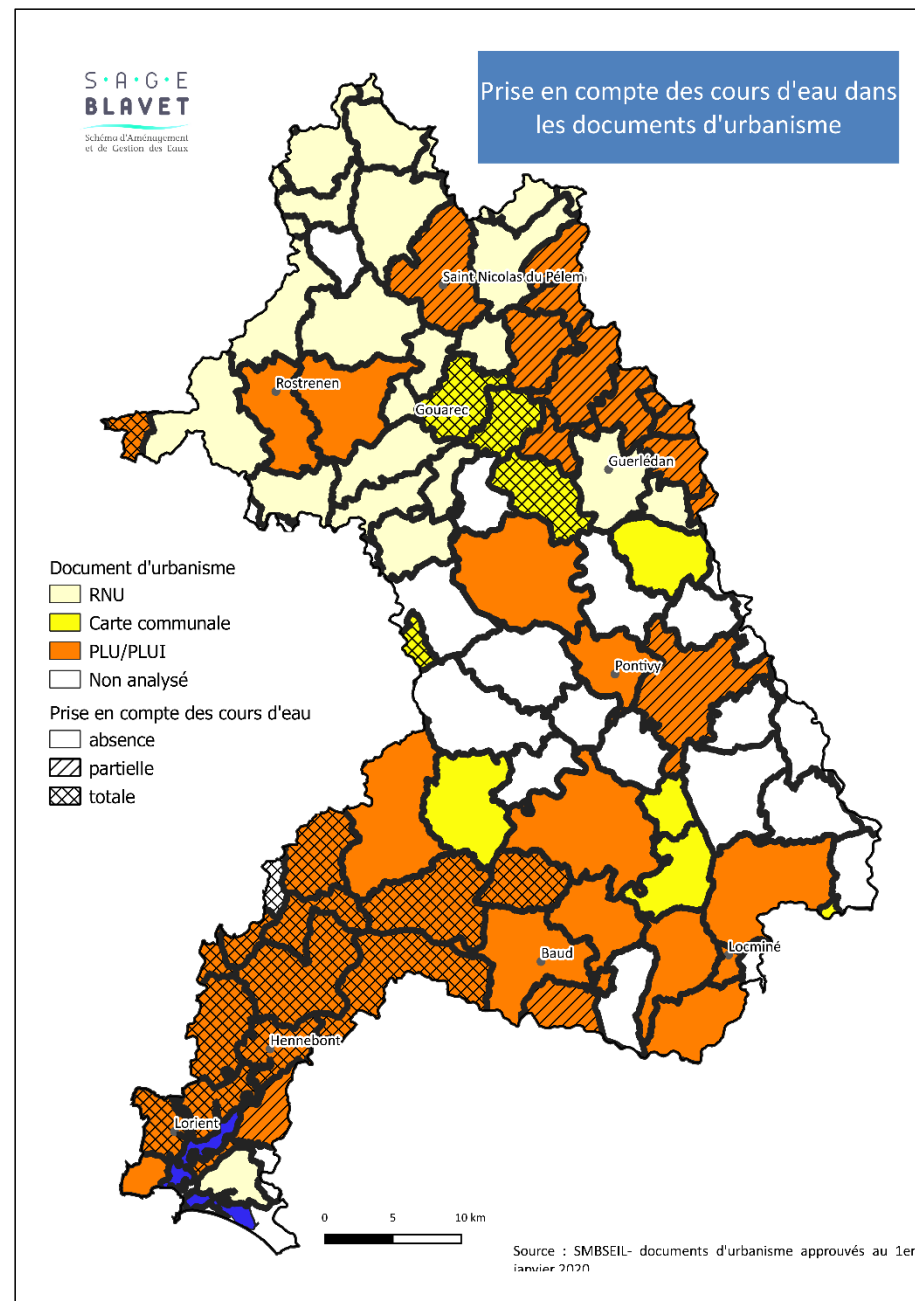 S·A·G·E
BLAVET
Schéma d'Aménagement
et de Gestion des Eaux
Prise en compte des cours d'eau dans
les documents d'urbanisme
Saint Nicolas du Pélem
Rostrenen
Gouarec
Guerlédan
Document d'urbanisme
RNU
Carte communale
PLU/PLUI
Non analysé
Prise en compte des cours d'eau
absence
partielle
totale
Pontivy
Baud
Locminé
Hennebont
Lorient
0 5 10 km
Source : SMBSEIL- documents d'urbanisme approuvés au 1er
janvier 2020